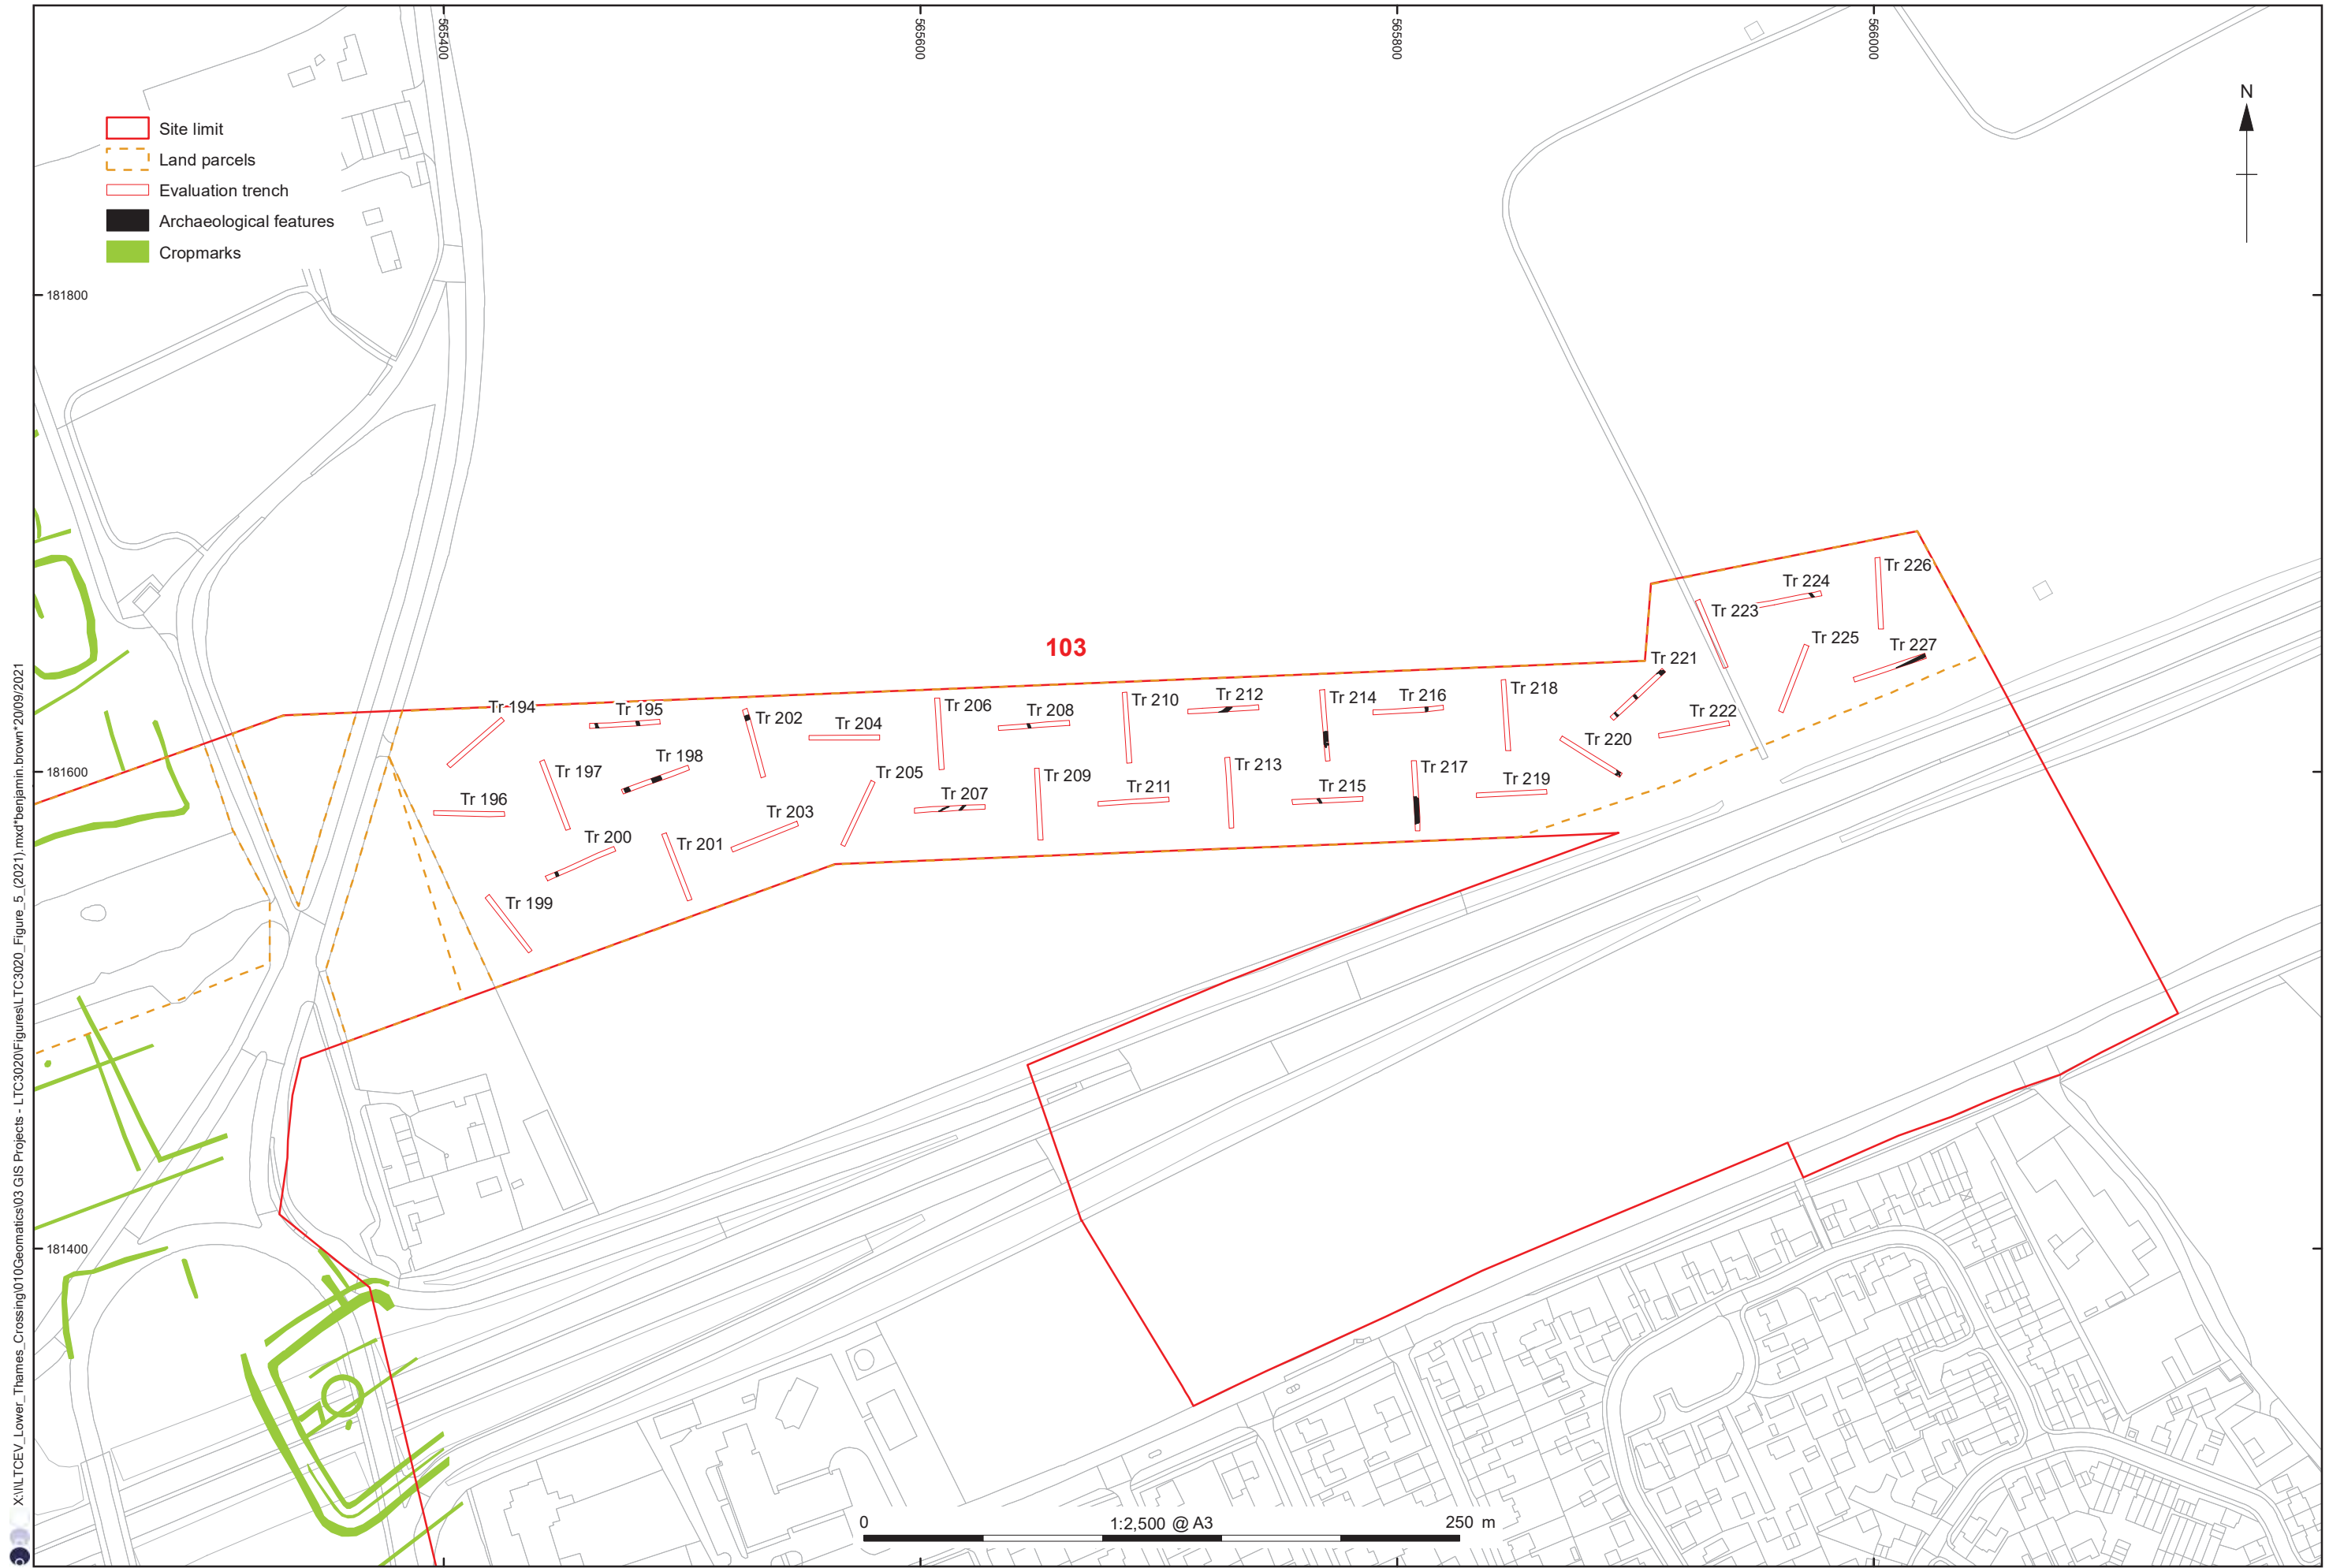 565400
565600
565800
566000
N
Site limit
Land parcels
Evaluation trench
Archaeological features
Cropmarks
181800
181600
181400
103
Tr 194
Tr 195
Tr 196
Tr 197
Tr 198
Tr 199
Tr 200
Tr 201
Tr 202
Tr 203
Tr 204
Tr 205
Tr 206
Tr 207
Tr 208
Tr 209
Tr 210
Tr 211
Tr 212
Tr 213
Tr 214
Tr 215
Tr 216
Tr 217
Tr 218
Tr 219
Tr 220
Tr 221
Tr 222
Tr 223
Tr 224
Tr 225
Tr 226
Tr 227
0 1:2,500 @ A3 250 m
X:\l\LTCEV_Lower_Thames_Crossing\010Geomatics\03 GIS Projects - LTC3020\Figures\LTC3020_Figure_5_(2021).mxd*benjamin.brown*20/09/2021